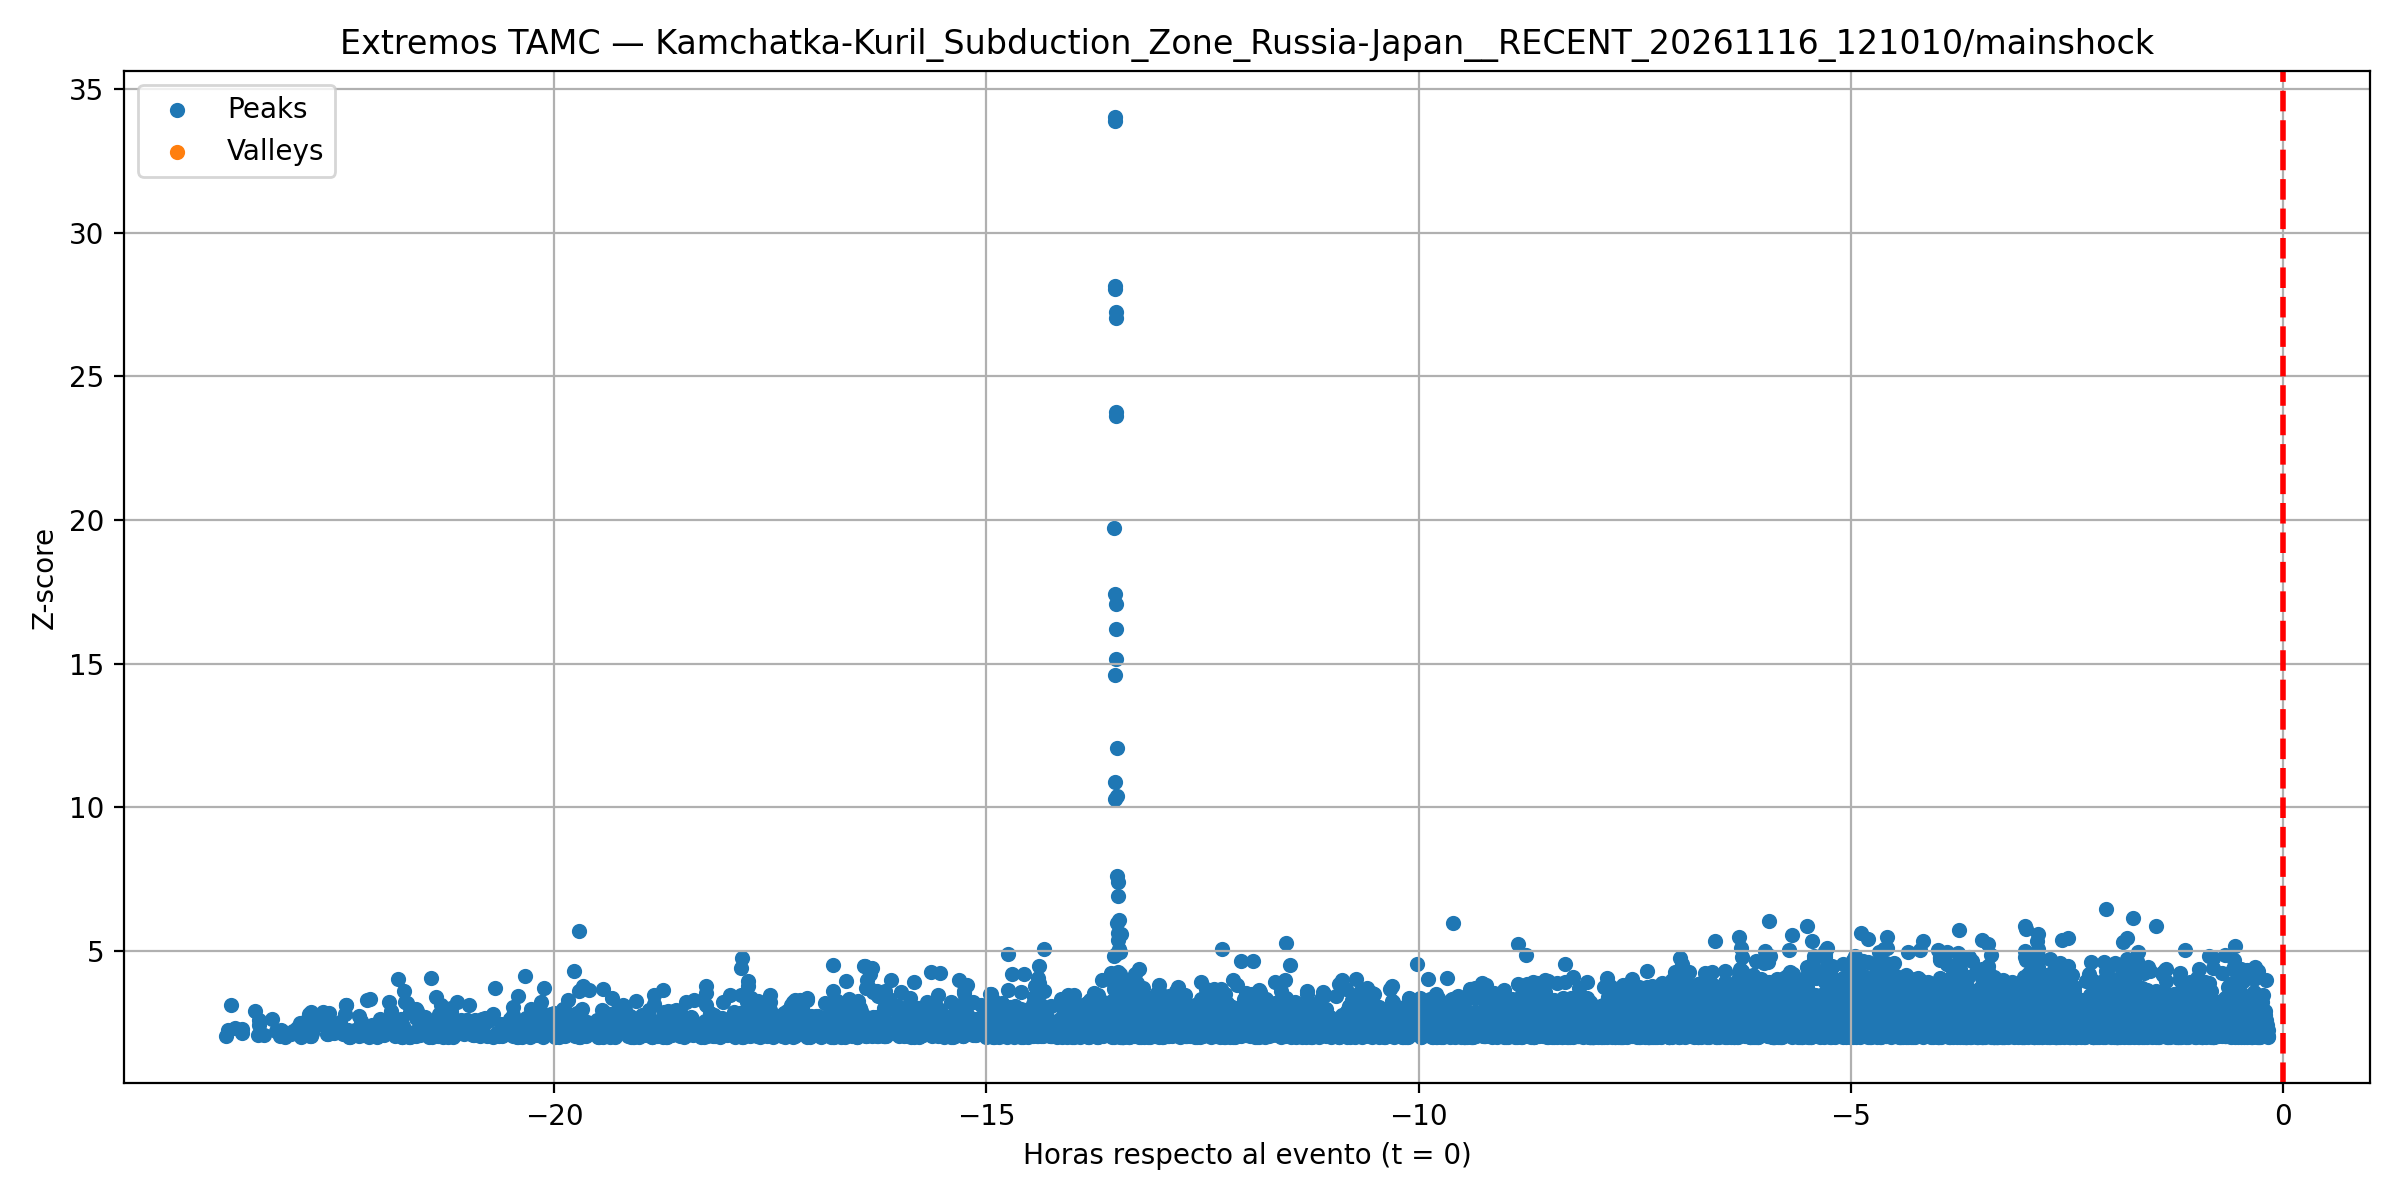 Extremos TAMC — Kamchatka-Kuril_Subduction_Zone_Russia-Japan__RECENT_20261116_121010/mainshock
Peaks
Valleys
35
30
25
20
15
10
5
Z-score
−20
−15
−10
−5
0
Horas respecto al evento (t = 0)